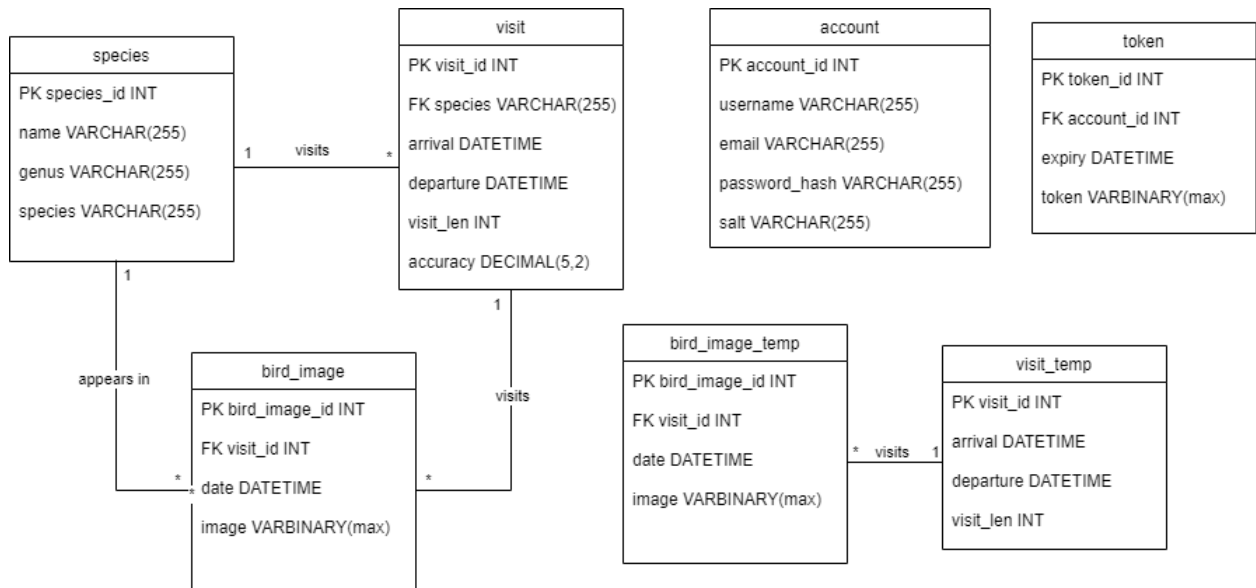 species
PK species_id INT
name VARCHAR(255)
genus VARCHAR(255)
species VARCHAR(255)
1
visits
*
visit
PK visit_id INT
FK species VARCHAR(255)
arrival DATETIME
departure DATETIME
visit_len INT
accuracy DECIMAL(5,2)
account
PK account_id INT
username VARCHAR(255)
email VARCHAR(255)
password_hash VARCHAR(255)
salt VARCHAR(255)
token
PK token_id INT
FK account_id INT
expiry DATETIME
token VARBINARY(max)
1
appears in
*
*
bird_image
PK bird_image_id INT
FK visit_id INT
date DATETIME
image VARBINARY(max)
1
visits
*
bird_image_temp
PK bird_image_id INT
FK visit_id INT
date DATETIME
image VARBINARY(max)
* visits 1
visit_temp
PK visit_id INT
arrival DATETIME
departure DATETIME
visit_len INT